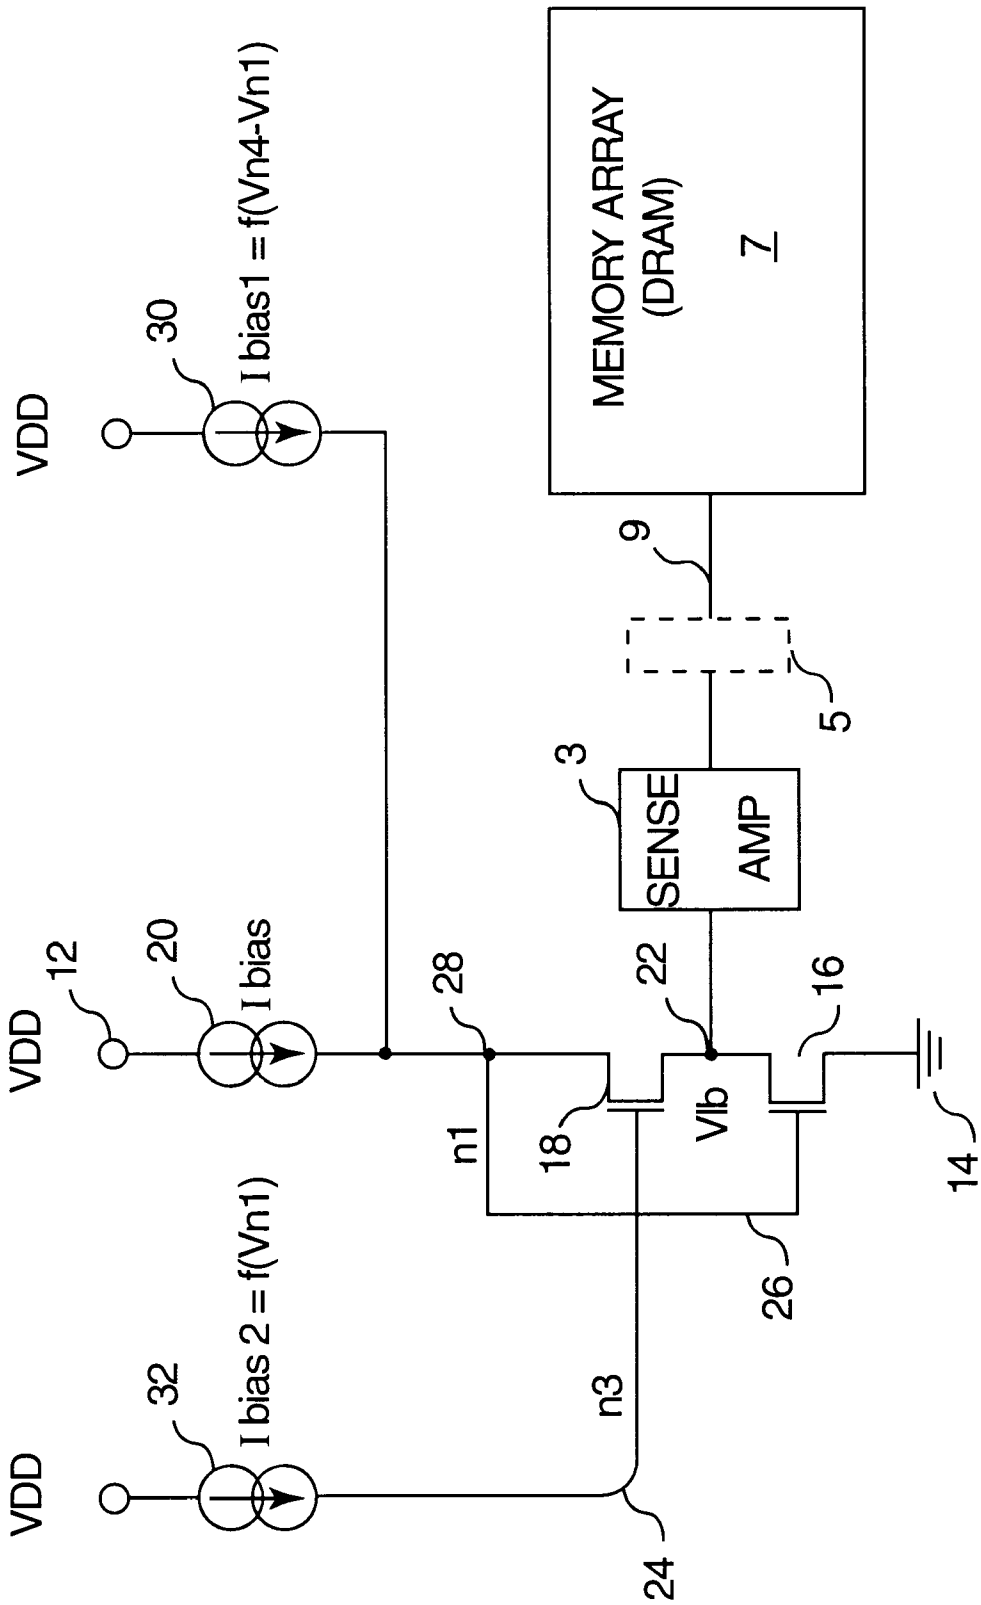 VDD
32
I bias 2 = f(Vn1)
VDD
12
20
I bias
VDD
30
I bias1 = f(Vn4-Vn1)
n1
28
n3
24
18
22
Vlb
16
26
14
3
SENSE
AMP
5
9
MEMORY ARRAY
(DRAM)
7